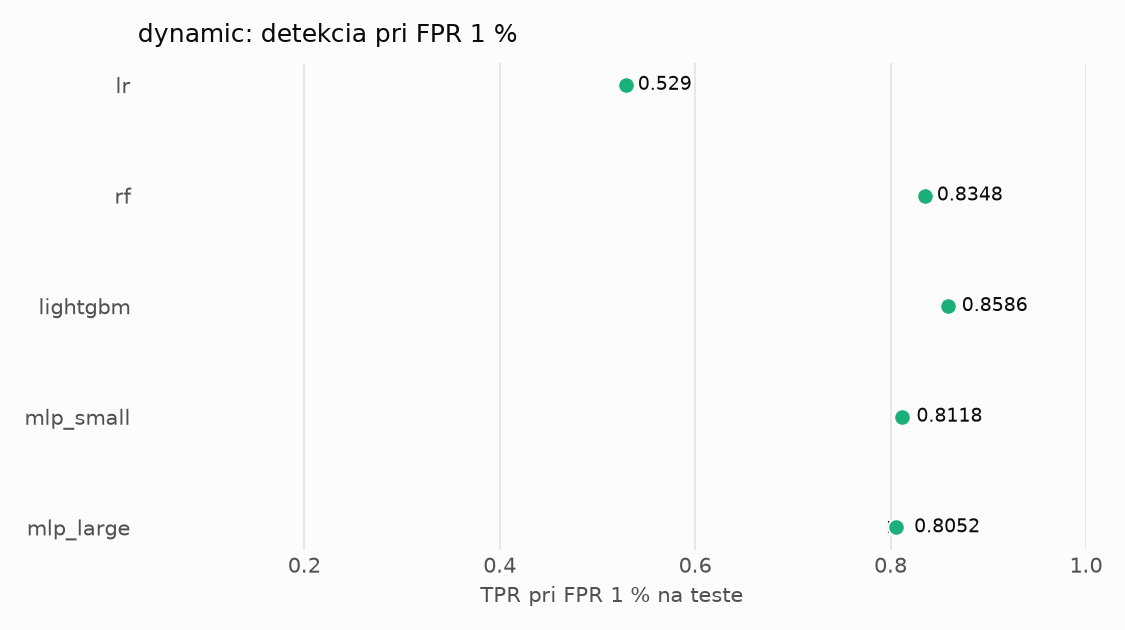 dynamic: detekcia pri FPR 1 %
lr
0.529
rf
0.8348
lightgbm
0.8586
mlp_small
0.8118
mlp_large
0.8052
0.2
0.4
0.6
0.8
1.0
TPR pri FPR 1 % na teste